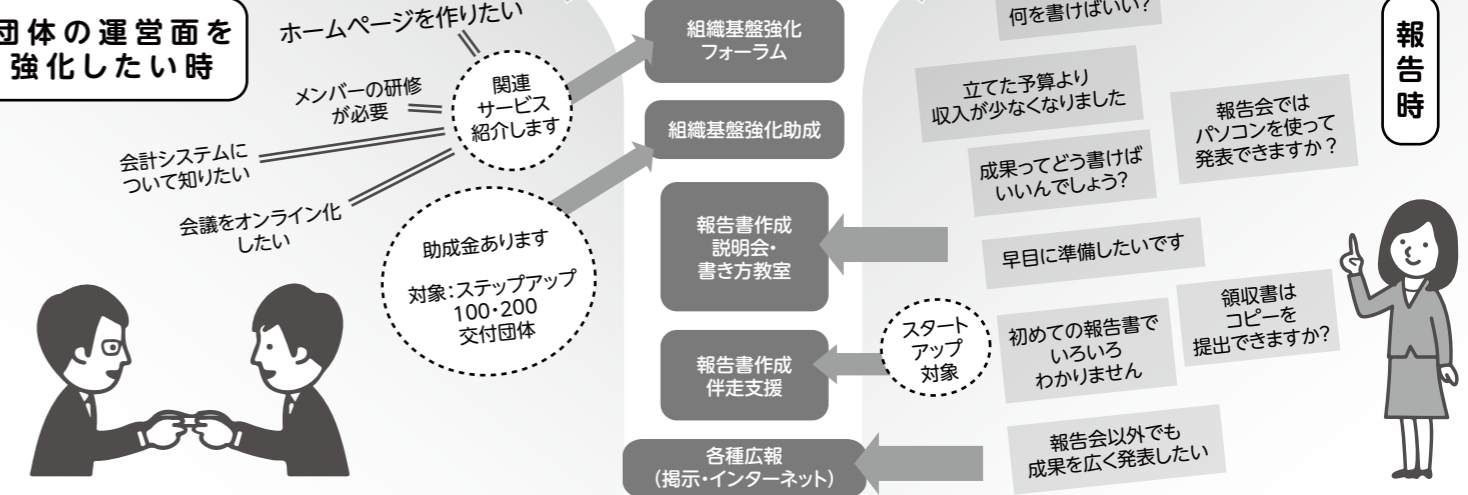 団体の運営面を
強化したい時
ホームページを作りたい
メンバーの研修
が必要
会計システムに
ついて知りたい
会議をオンライン化
したい
関連
サービス
紹介します
助成金あります
対象：ステップアップ
100・200
交付団体
組織基盤強化
フォーラム
組織基盤強化助成
報告書作成
説明会・
書き方教室
報告書作成
伴走支援
各種広報
（掲示・インターネット）
スタート
アップ
対象
何を書けばいい？
立てた予算より
収入が少なくなりました
成果ってどう書けば
いいんでしょう？
早目に準備したいです
初めての報告書で
いろいろ
わかりません
報告会以外でも
成果を広く発表したい
報告会では
パソコンを使って
発表できますか？
領収書は
コピーを
提出できますか？
報告時